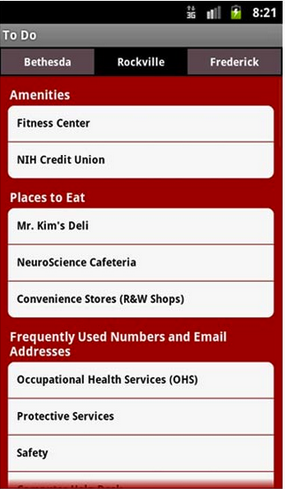 3G 8:21
To Do
Bethesda Rockville Frederick
Amenities
Fitness Center
NIH Credit Union
Places to Eat
Mr. Kim's Deli
NeuroScience Cafeteria
Convenience Stores (R&W Shops)
Frequently Used Numbers and Email
Addresses
Occupational Health Services (OHS)
Protective Services
Safety